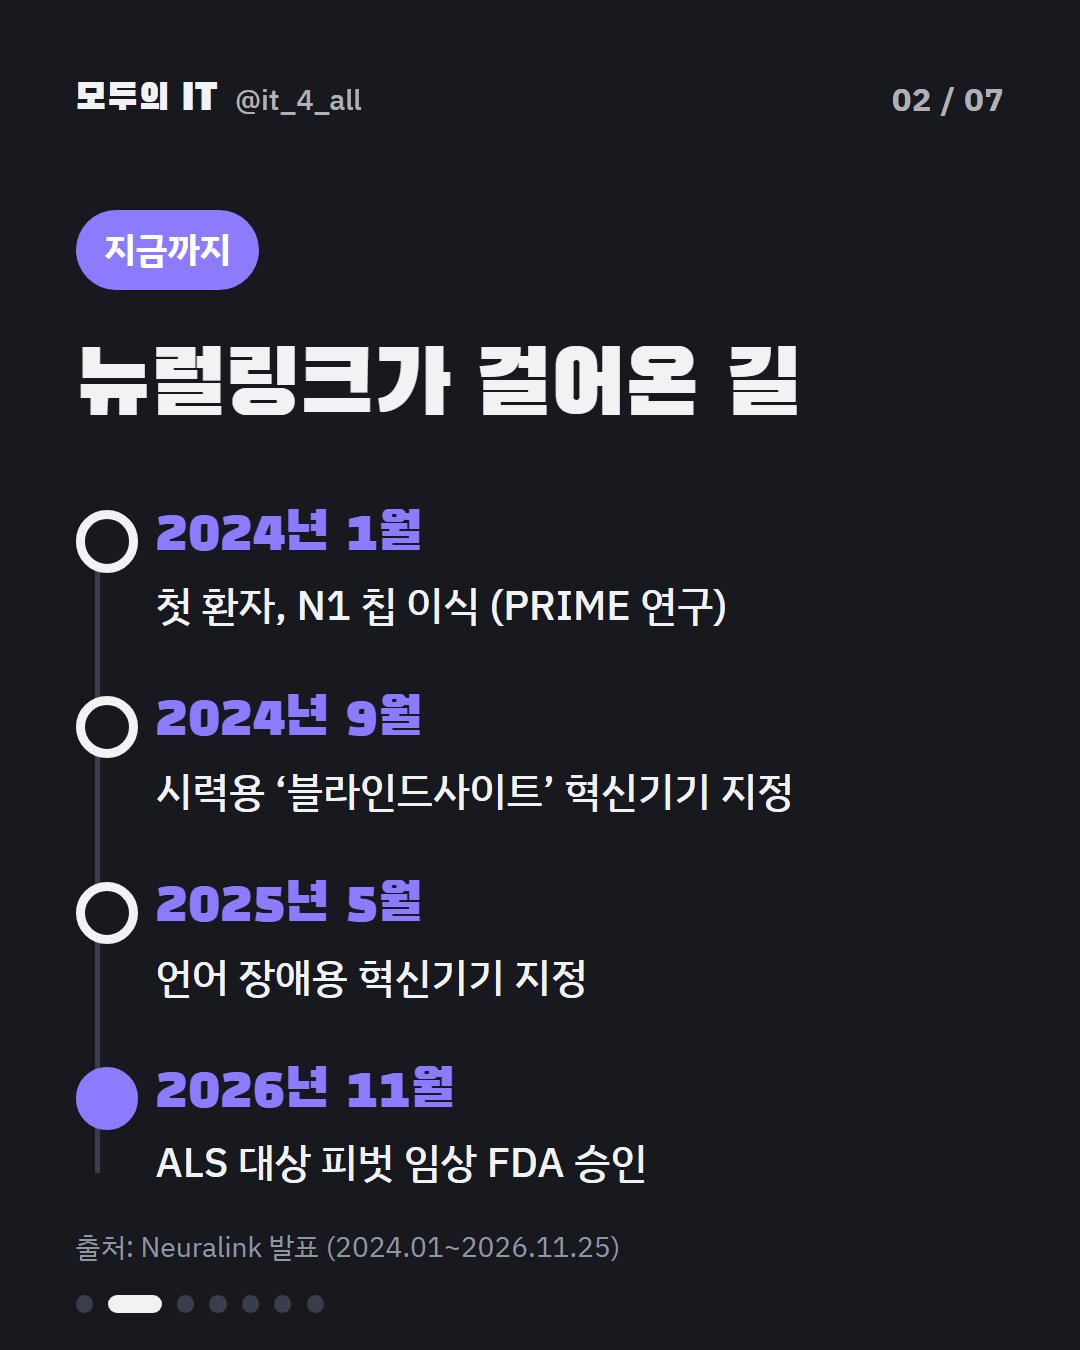 모두의 IT @it_4_all
02 / 07
지금까지
뉴럴링크가 걸어온 길
2024년 1월
첫 환자, N1 칩 이식 (PRIME 연구)
2024년 9월
시력용 ‘블라인드사이트’ 혁신기기 지정
2025년 5월
언어 장애용 혁신기기 지정
2026년 11월
ALS 대상 피벗 임상 FDA 승인
출처: Neuralink 발표 (2024.01~2026.11.25)